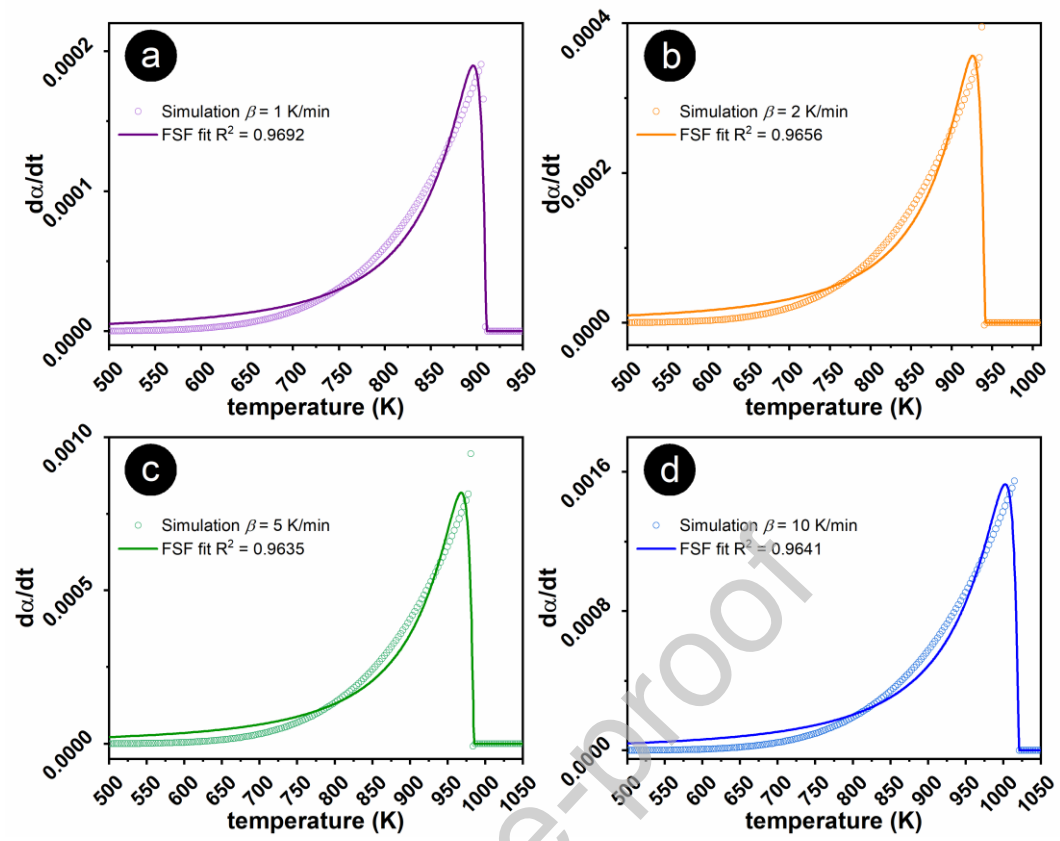 a
Simulation β = 1 K/min
FSF fit R² = 0.9692
dα/dt
0.0002
0.0001
0.0000
500 550 600 650 700 750 800 850 900 950
temperature (K)
b
Simulation β = 2 K/min
FSF fit R² = 0.9656
dα/dt
0.0004
0.0002
0.0000
500 550 600 650 700 750 800 850 900 950 1000
temperature (K)
c
Simulation β = 5 K/min
FSF fit R² = 0.9635
dα/dt
0.0010
0.0005
0.0000
500 550 600 650 700 750 800 850 900 950 1000 1050
temperature (K)
d
Simulation β = 10 K/min
FSF fit R² = 0.9641
dα/dt
0.0016
0.0008
0.0000
500 550 600 650 700 750 800 850 900 950 1000 1050
temperature (K)
e-proof